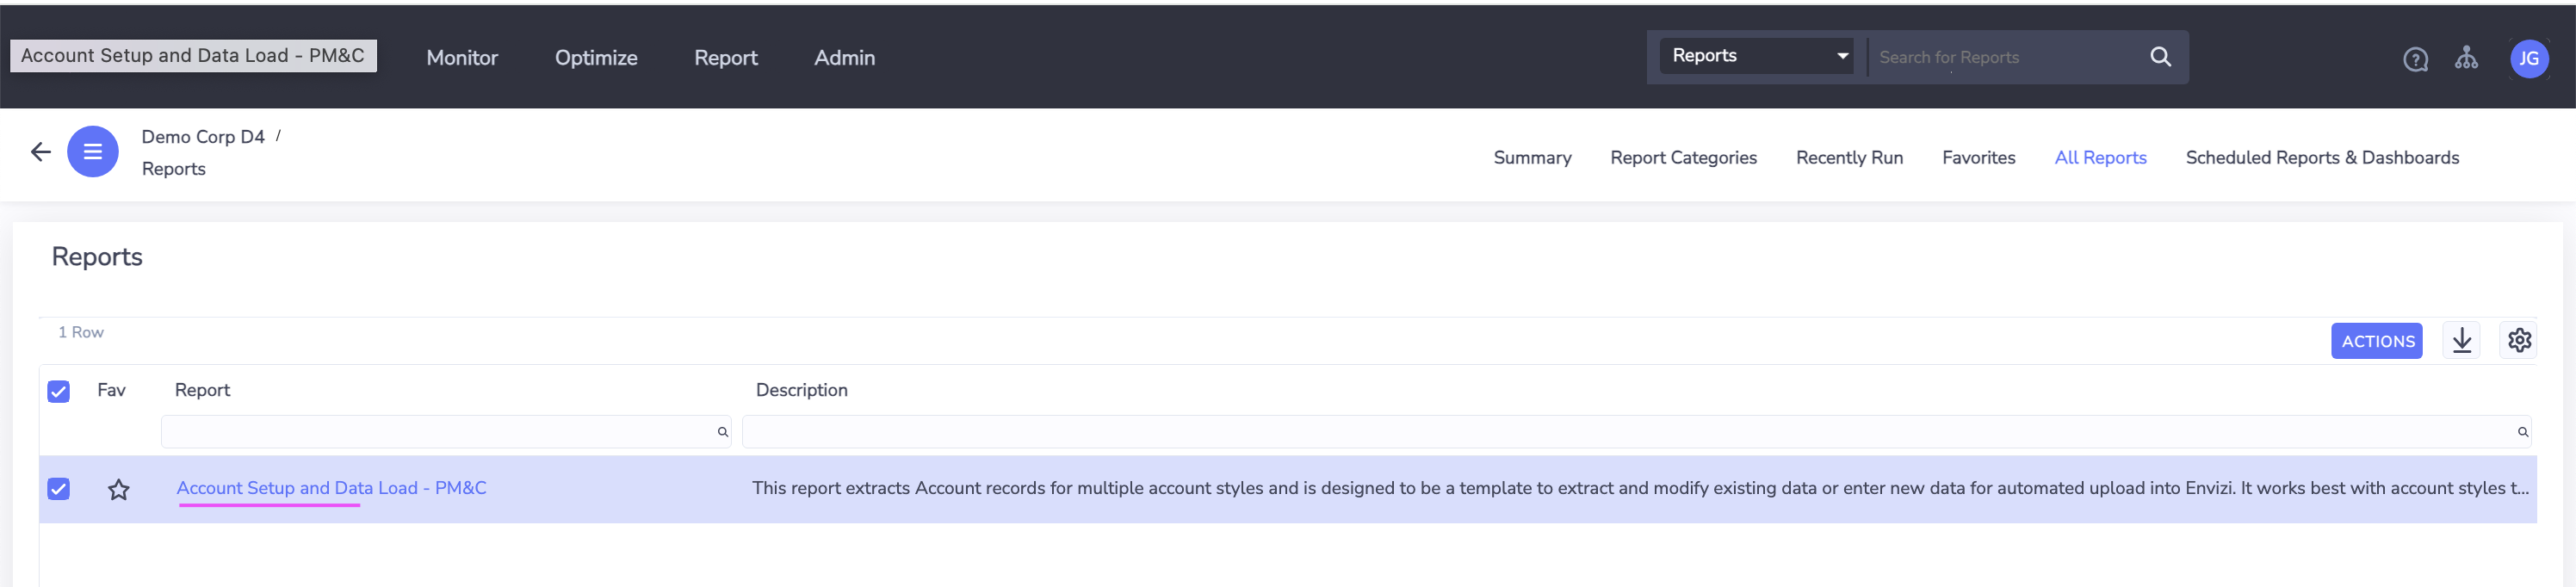 Account Setup and Data Load - PM&C
Monitor
Optimize
Report
Admin
Reports
Search for Reports
JG
Demo Corp D4 /
Reports
Summary
Report Categories
Recently Run
Favorites
All Reports
Scheduled Reports & Dashboards
Reports
1 Row
ACTIONS
Fav
Report
Description
Account Setup and Data Load - PM&C
This report extracts Account records for multiple account styles and is designed to be a template to extract and modify existing data or enter new data for automated upload into Envizi. It works best with account styles t...